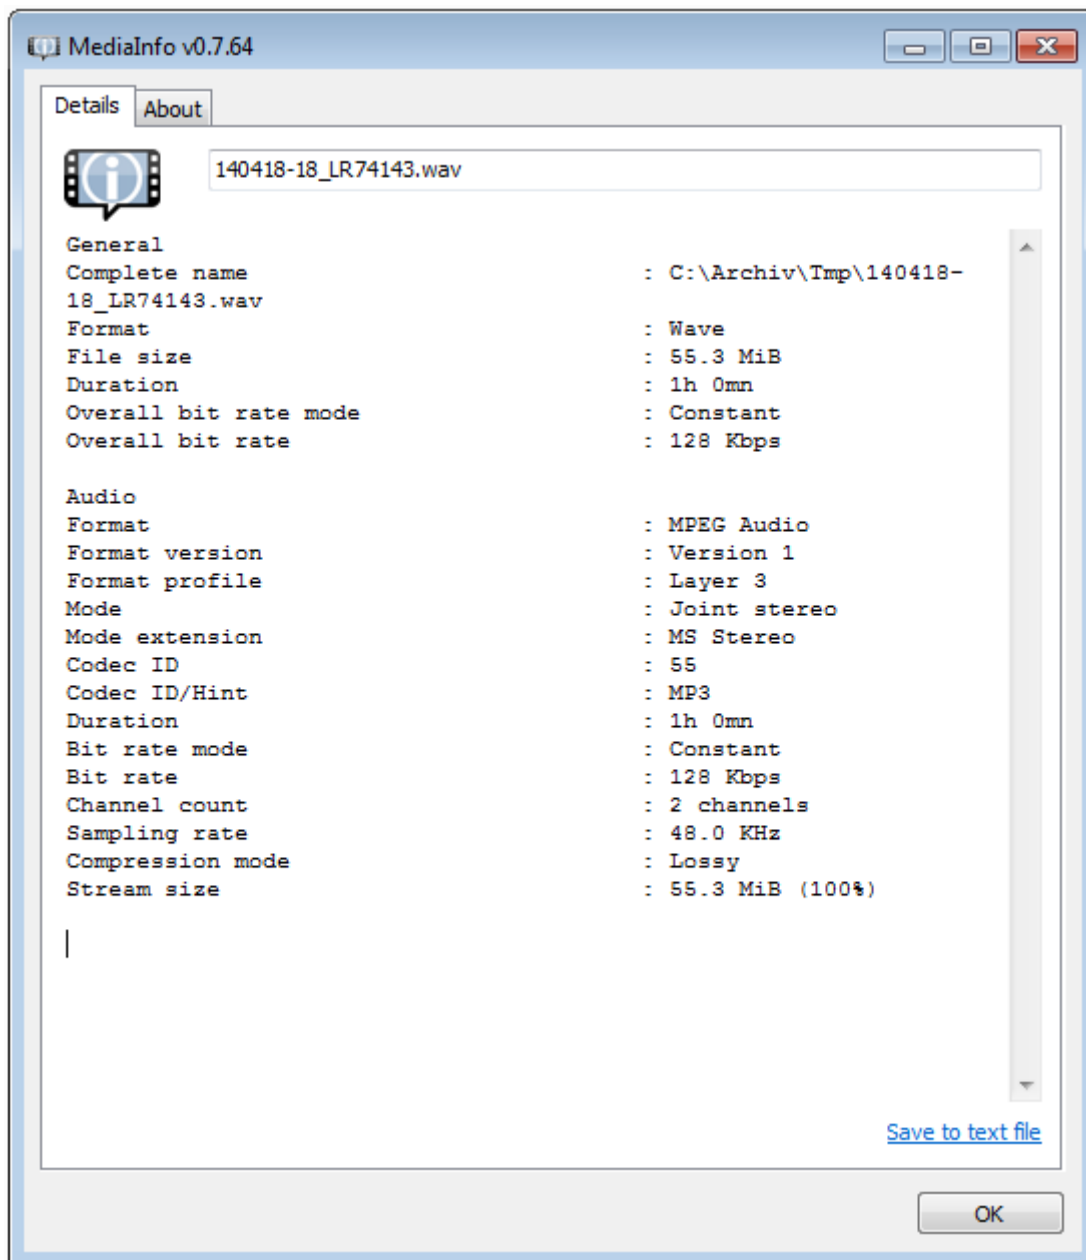 MediaInfo v0.7.64
Details About
140418-18_LR74143.wav
General
Complete name : C:\Archiv\Tmp\140418-
18_LR74143.wav
Format : Wave
File size : 55.3 MiB
Duration : 1h 0mn
Overall bit rate mode : Constant
Overall bit rate : 128 Kbps
Audio
Format : MPEG Audio
Format version : Version 1
Format profile : Layer 3
Mode : Joint stereo
Mode extension : MS Stereo
Codec ID : 55
Codec ID/Hint : MP3
Duration : 1h 0mn
Bit rate mode : Constant
Bit rate : 128 Kbps
Channel count : 2 channels
Sampling rate : 48.0 KHz
Compression mode : Lossy
Stream size : 55.3 MiB (100%)
Save to text file
OK